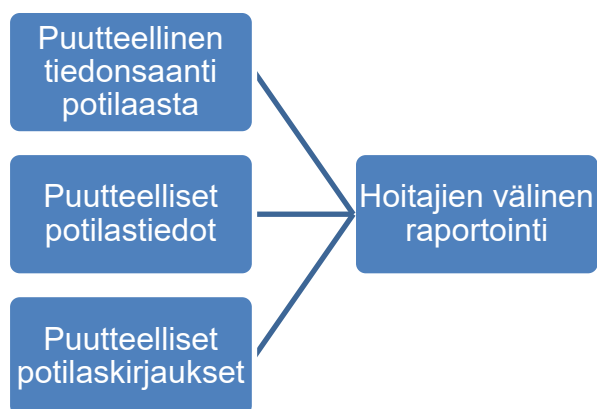 Puutteellinen
tiedonsaanti
potilaasta
Puutteelliset
potilastiedot
Hoitajien välinen
raportointi
Puutteelliset
potilaskirjaukset